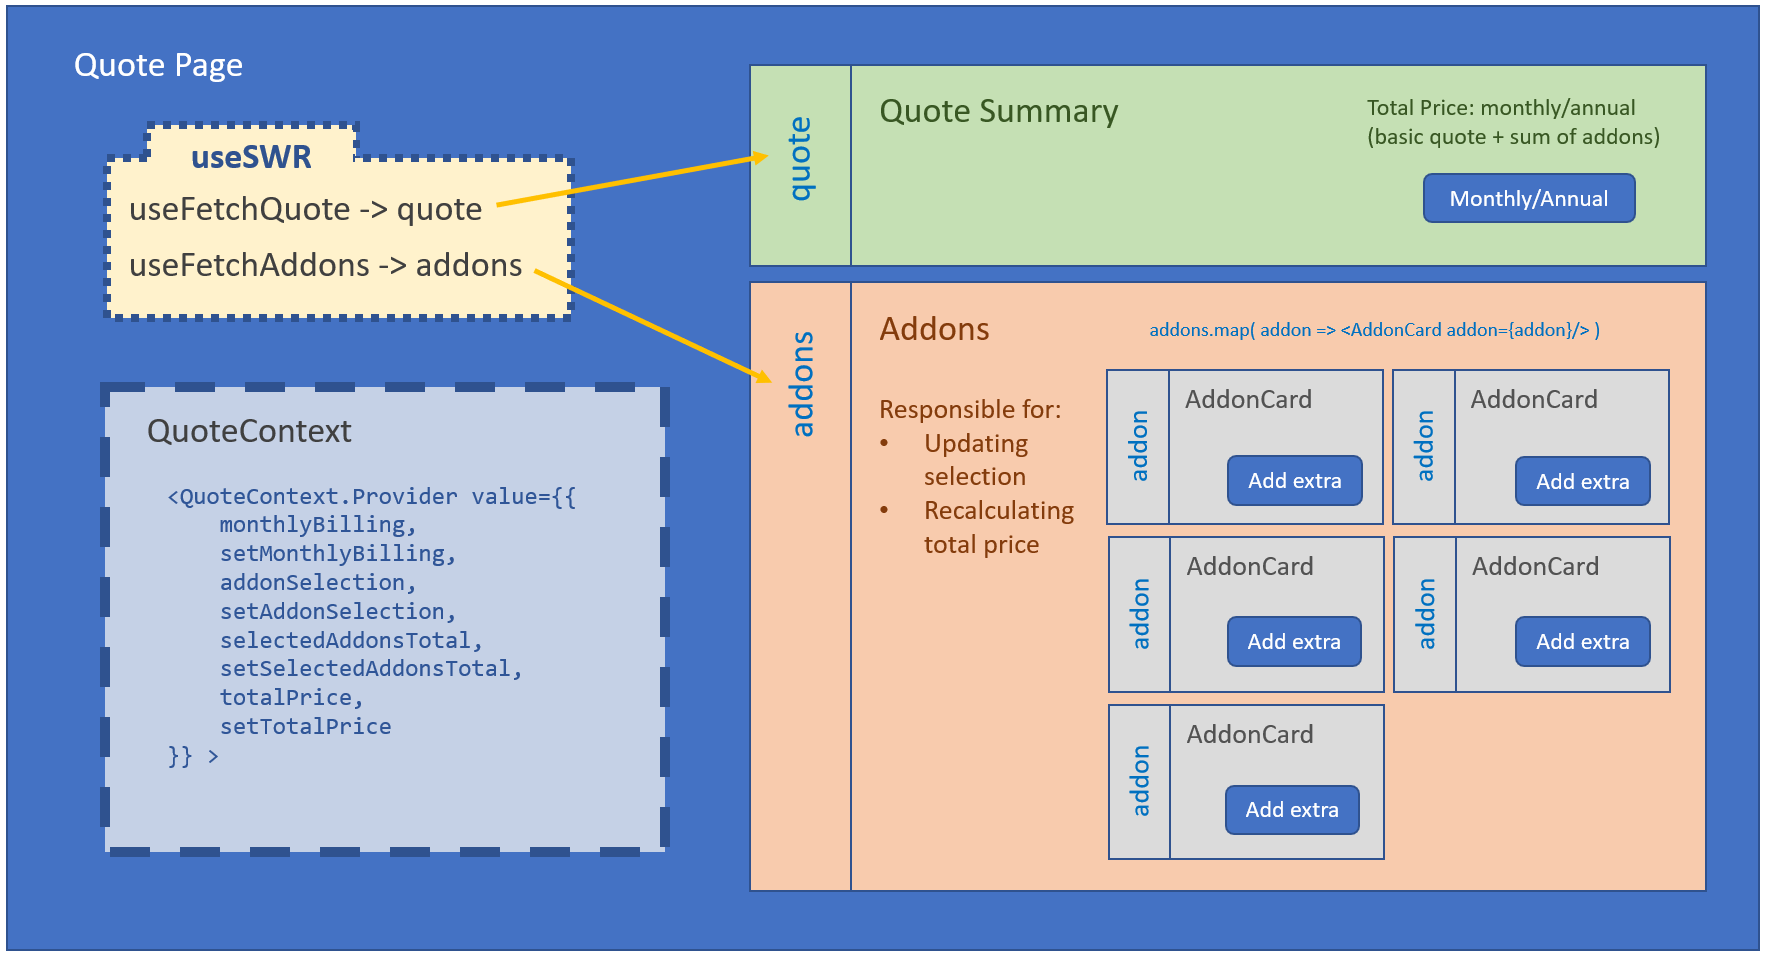 Quote Page
useSWR
useFetchQuote -> quote
useFetchAddons -> addons
QuoteContext
<QuoteContext.Provider value={{
monthlyBilling,
setMonthlyBilling,
addonSelection,
setAddonSelection,
selectedAddonsTotal,
setSelectedAddonsTotal,
totalPrice,
setTotalPrice
}} >
quote
Quote Summary
Total Price: monthly/annual
(basic quote + sum of addons)
Monthly/Annual
addons
Addons
addons.map( addon => <AddonCard addon={addon}/> )
Responsible for:
• Updating
selection
• Recalculating
total price
addon
AddonCard
Add extra
addon
AddonCard
Add extra
addon
AddonCard
Add extra
addon
AddonCard
Add extra
addon
AddonCard
Add extra